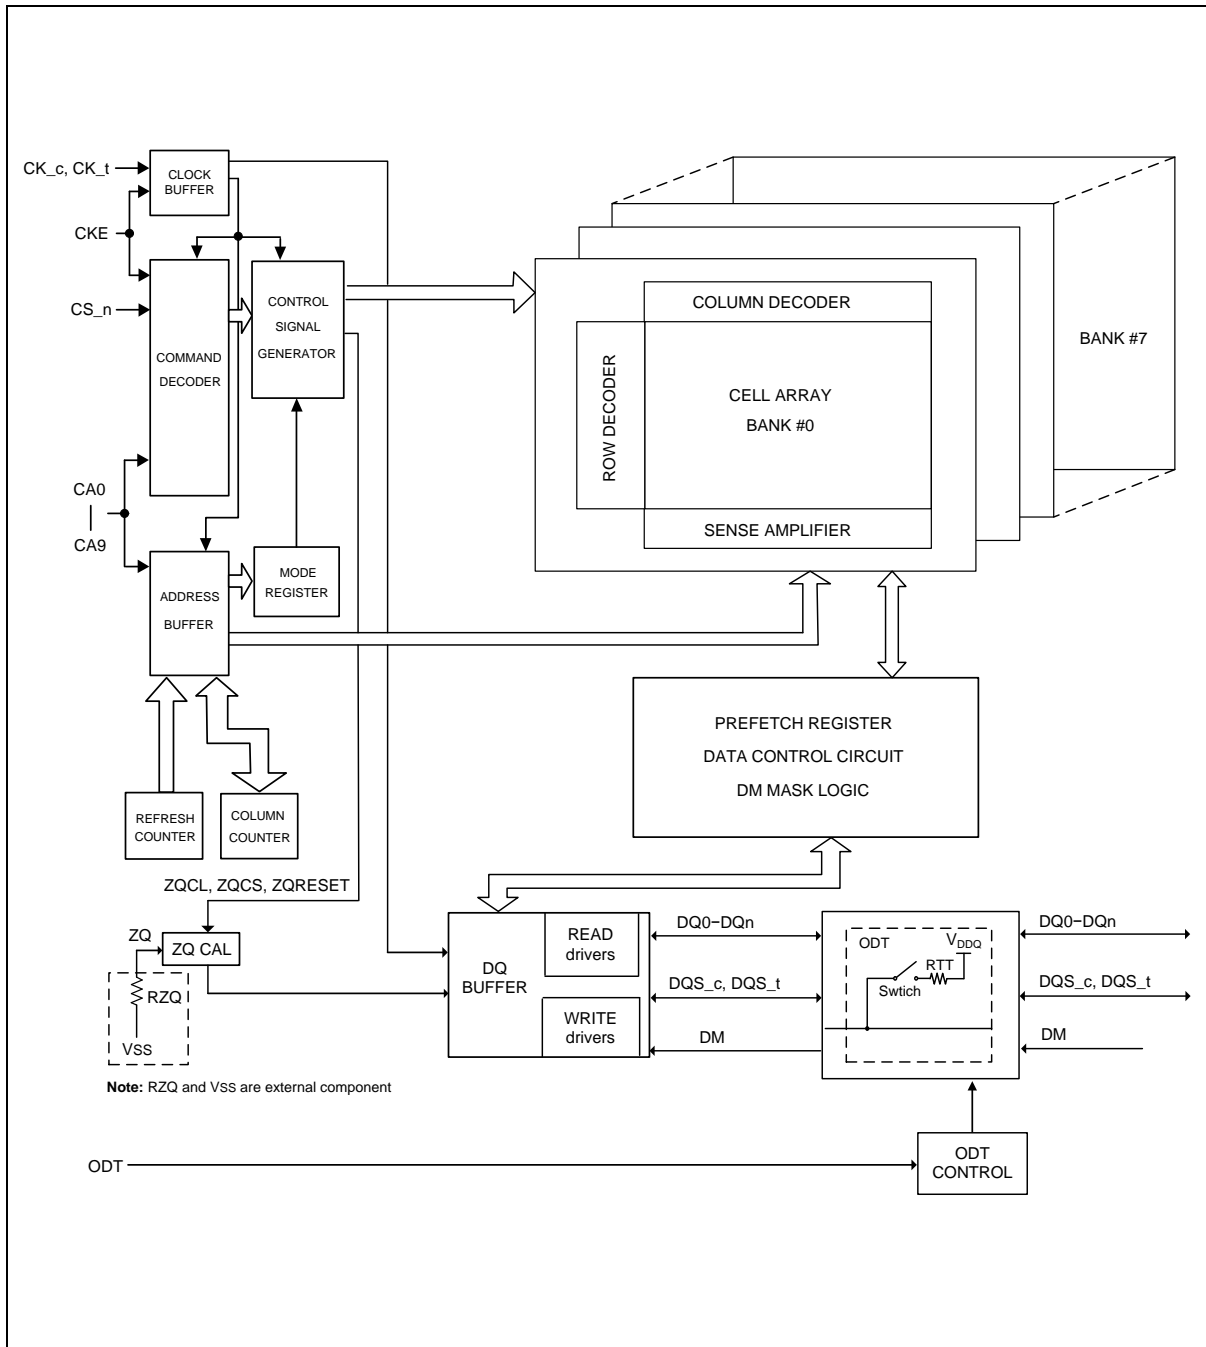 CK_c, CK_t
CLOCK
BUFFER
CKE
CS_n
COMMAND
DECODER
CONTROL
SIGNAL
GENERATOR
COLUMN DECODER
ROW DECODER
CELL ARRAY
BANK #0
SENSE AMPLIFIER
BANK #7
CA0
CA9
ADDRESS
BUFFER
MODE
REGISTER
REFRESH
COUNTER
COLUMN
COUNTER
PREFETCH REGISTER
DATA CONTROL CIRCUIT
DM MASK LOGIC
ZQCL, ZQCS, ZQRESET
ZQ
ZQ CAL
RZQ
VSS
Note: RZQ and VSS are external component
DQ
BUFFER
READ
drivers
WRITE
drivers
DQ0−DQn
DQS_c, DQS_t
DM
ODT
VDDQ
RTT
Swtich
DQ0−DQn
DQS_c, DQS_t
DM
ODT
ODT
CONTROL